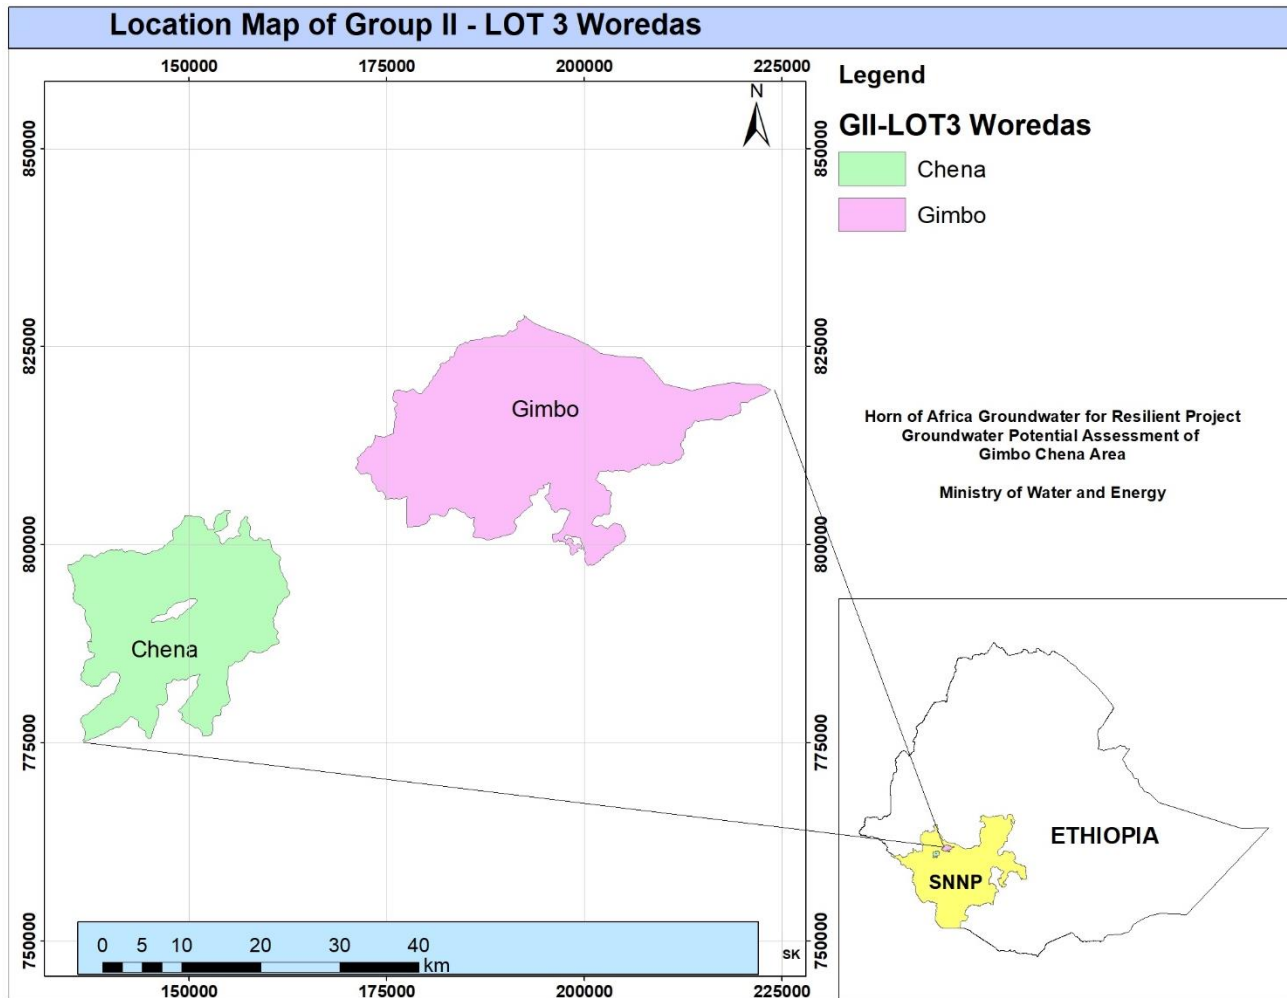 Location Map of Group II - LOT 3 Woredas
150000 175000 200000 225000
N
850000 850000
825000 825000
800000 800000
775000 775000
750000 750000
Gimbo
Chena
0 5 10 20 30 40
km
SK
150000 175000 200000 225000
Legend
GII-LOT3 Woredas
Chena
Gimbo
Horn of Africa Groundwater for Resilient Project
Groundwater Potential Assessment of
Gimbo Chena Area
Ministry of Water and Energy
ETHIOPIA
SNNP